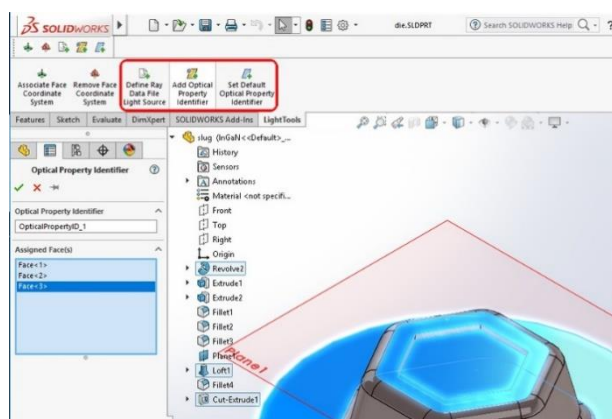 SOLIDWORKS
die.SLDPRT
Search SOLIDWORKS Help
?
Associate Face Coordinate System
Remove Face Coordinate System
Define Ray Data File Light Source
Add Optical Property Identifier
Set Default Optical Property Identifier
Features Sketch Evaluate DimXpert SOLIDWORKS Add-Ins LightTools
Optical Property Identifier
Optical Property Identifier
OpticalPropertyID_1
Assigned Face(s)
Face<1>
Face<2>
Face<3>
slug (InGaN<<Default>_...
History
Sensors
Annotations
Material <not specifi...
Front
Top
Right
Origin
Revolve2
Extrude1
Extrude2
Fillet1
Fillet2
Fillet3
Plane1
Loft1
Fillet4
Cut-Extrude1
Plane1